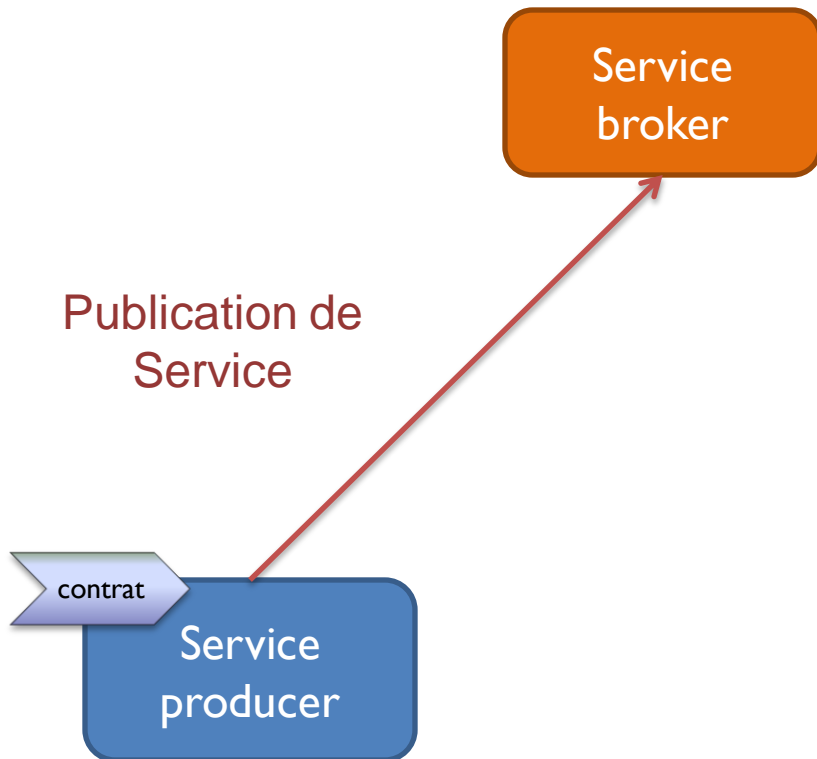 Service
broker
Publication de
Service
contrat
Service
producer